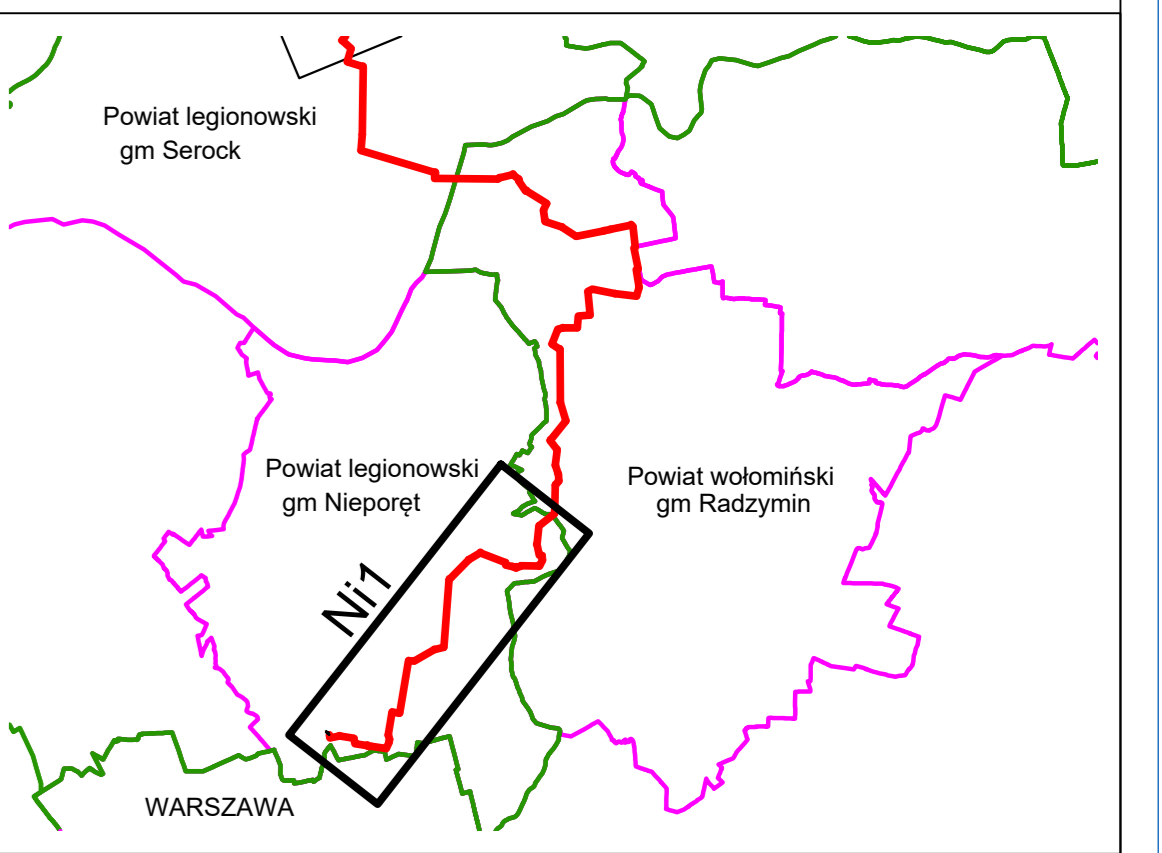 Powiat legionowski
gm Serock
Powiat legionowski
gm Nieporęt
Powiat wołomiński
gm Radzymin
Ni1
WARSZAWA